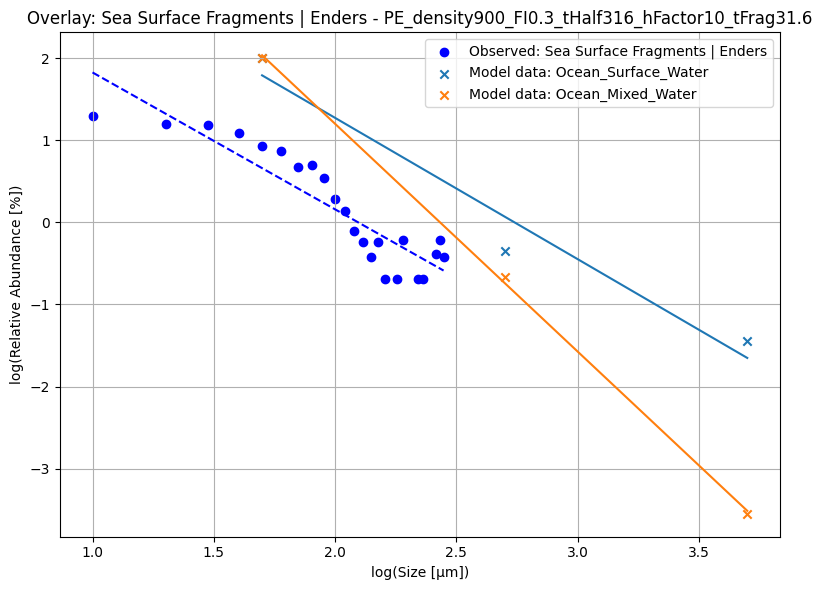 Overlay: Sea Surface Fragments | Enders - PE_density900_FI0.3_tHalf316_hFactor10_tFrag31.6
Observed: Sea Surface Fragments | Enders
Model data: Ocean_Surface_Water
Model data: Ocean_Mixed_Water
log(Relative Abundance [%])
2
1
0
−1
−2
−3
1.0 1.5 2.0 2.5 3.0 3.5
log(Size [µm])